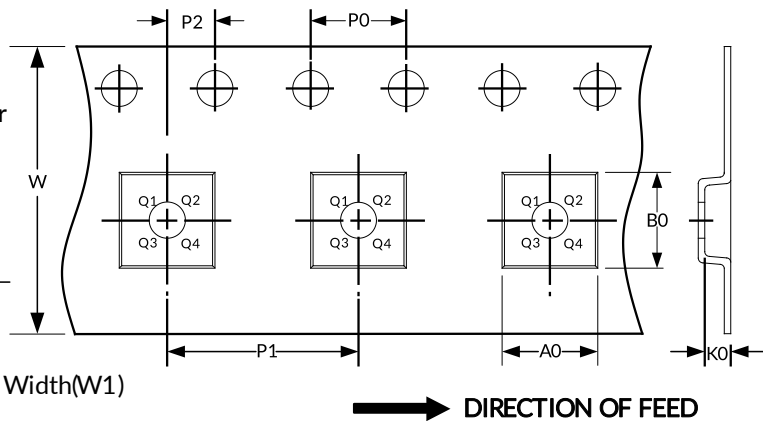 P2 P0
r
W
Q1 Q2 Q1 Q2 Q1 Q2
B0
Q3 Q4 Q3 Q4 Q3 Q4
P1 A0 K0
Width(W1)
DIRECTION OF FEED